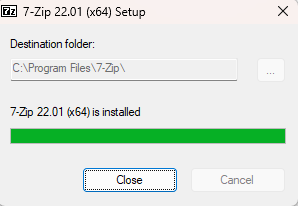 7z 7-Zip 22.01 (x64) Setup
Destination folder:
C:\Program Files\7-Zip\
...
7-Zip 22.01 (x64) is installed
Close Cancel